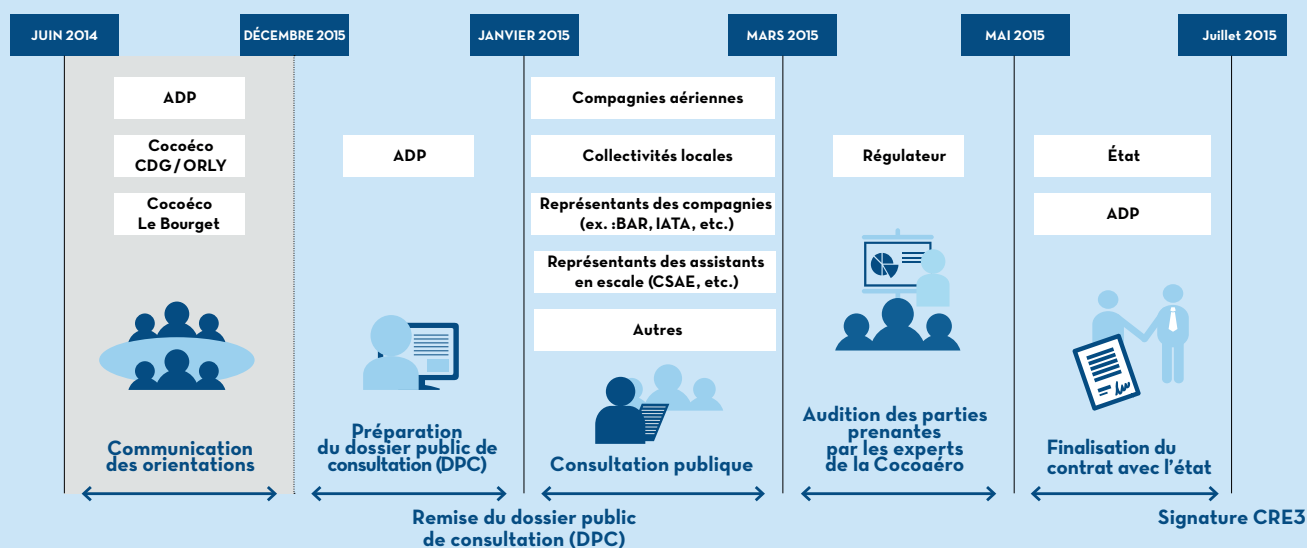 JUIN 2014
DÉCEMBRE 2015
JANVIER 2015
MARS 2015
MAI 2015
Juillet 2015
ADP
Cocoéco
CDG / ORLY
Cocoéco
Le Bourget
Communication
des orientations
ADP
Préparation
du dossier public de
consultation (DPC)
Compagnies aériennes
Collectivités locales
Représentants des compagnies
(ex. :BAR, IATA, etc.)
Représentants des assistants
en escale (CSAE, etc.)
Autres
Consultation publique
Régulateur
Audition des parties
prenantes
par les experts
de la Cocoaéro
État
ADP
Finalisation du
contrat avec l'état
Remise du dossier public
de consultation (DPC)
Signature CRE3